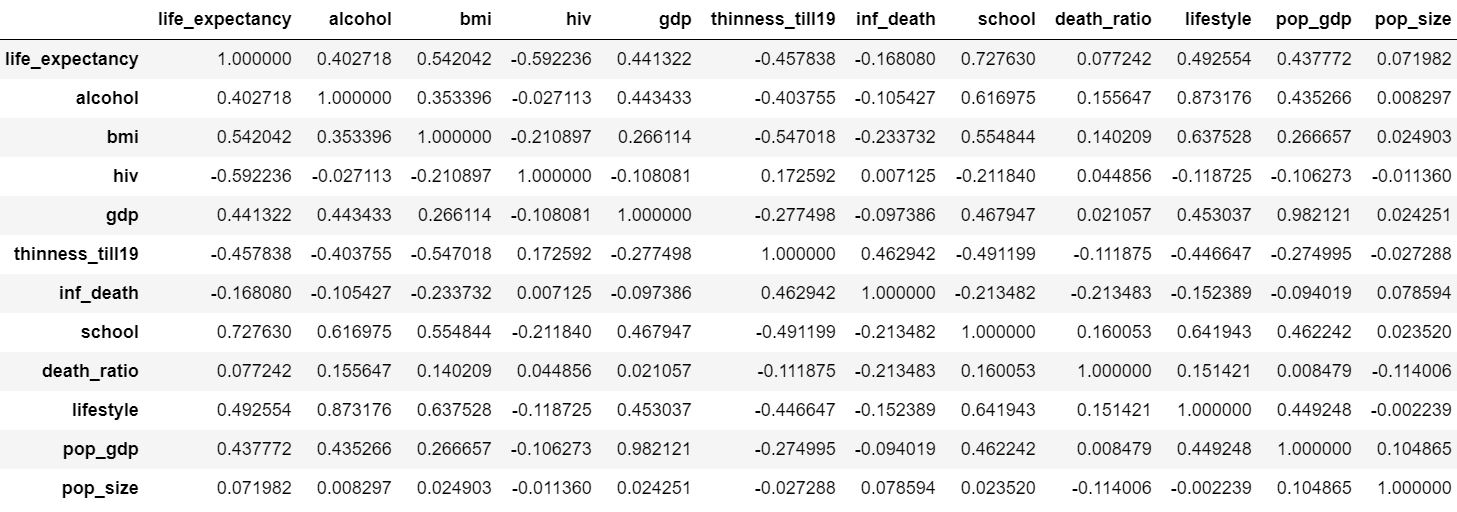 life_expectancy alcohol bmi hiv gdp thinness_till19 inf_death school death_ratio lifestyle pop_gdp pop_size
life_expectancy 1.000000 0.402718 0.542042 -0.592236 0.441322 -0.457838 -0.168080 0.727630 0.077242 0.492554 0.437772 0.071982
alcohol 0.402718 1.000000 0.353396 -0.027113 0.443433 -0.403755 -0.105427 0.616975 0.155647 0.873176 0.435266 0.008297
bmi 0.542042 0.353396 1.000000 -0.210897 0.266114 -0.547018 -0.233732 0.554844 0.140209 0.637528 0.266657 0.024903
hiv -0.592236 -0.027113 -0.210897 1.000000 -0.108081 0.172592 0.007125 -0.211840 0.044856 -0.118725 -0.106273 -0.011360
gdp 0.441322 0.443433 0.266114 -0.108081 1.000000 -0.277498 -0.097386 0.467947 0.021057 0.453037 0.982121 0.024251
thinness_till19 -0.457838 -0.403755 -0.547018 0.172592 -0.277498 1.000000 0.462942 -0.491199 -0.111875 -0.446647 -0.274995 -0.027288
inf_death -0.168080 -0.105427 -0.233732 0.007125 -0.097386 0.462942 1.000000 -0.213482 -0.213483 -0.152389 -0.094019 0.078594
school 0.727630 0.616975 0.554844 -0.211840 0.467947 -0.491199 -0.213482 1.000000 0.160053 0.641943 0.462242 0.023520
death_ratio 0.077242 0.155647 0.140209 0.044856 0.021057 -0.111875 -0.213483 0.160053 1.000000 0.151421 0.008479 -0.114006
lifestyle 0.492554 0.873176 0.637528 -0.118725 0.453037 -0.446647 -0.152389 0.641943 0.151421 1.000000 0.449248 -0.002239
pop_gdp 0.437772 0.435266 0.266657 -0.106273 0.982121 -0.274995 -0.094019 0.462242 0.008479 0.449248 1.000000 0.104865
pop_size 0.071982 0.008297 0.024903 -0.011360 0.024251 -0.027288 0.078594 0.023520 -0.114006 -0.002239 0.104865 1.000000